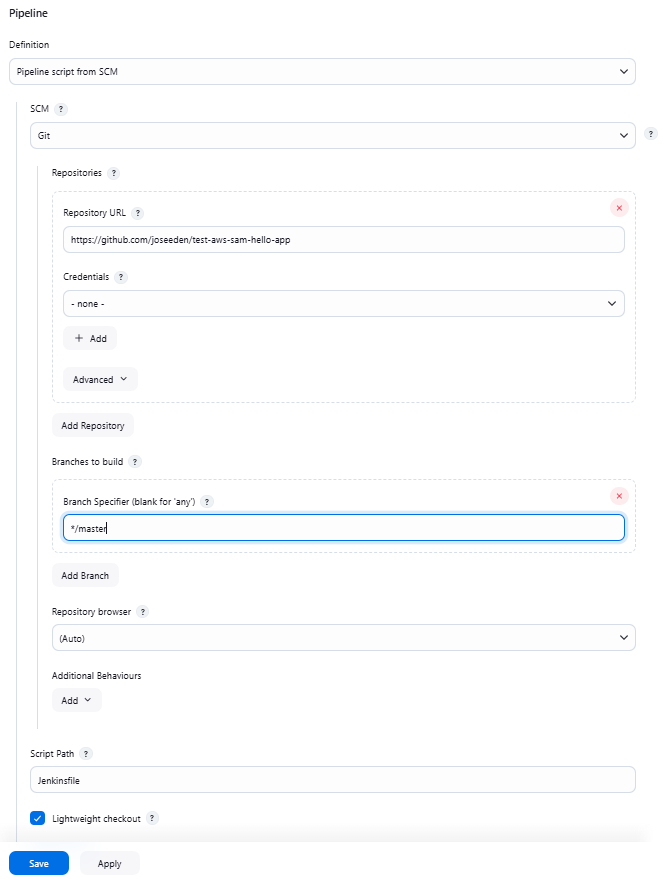 Pipeline
Definition
Pipeline script from SCM
SCM ?
Git
?
Repositories ?
Repository URL ?
https://github.com/joseeden/test-aws-sam-hello-app
Credentials ?
- none -
+ Add
Advanced
Add Repository
Branches to build ?
Branch Specifier (blank for 'any') ?
*/master
Add Branch
Repository browser ?
(Auto)
Additional Behaviours
Add
Script Path ?
Jenkinsfile
Lightweight checkout ?
Save Apply